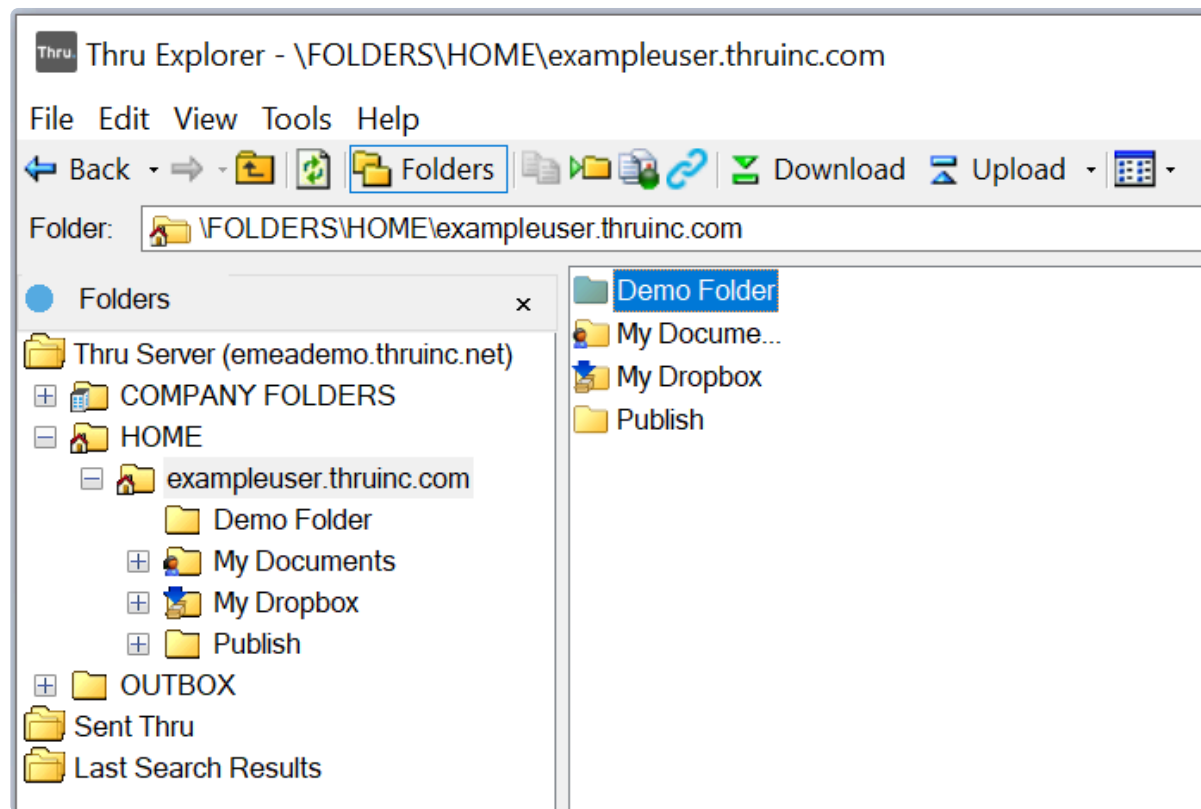 Thru. Thru Explorer - \FOLDERS\HOME\exampleuser.thruinc.com
File Edit View Tools Help
Back Folders Download Upload
Folder: \FOLDERS\HOME\exampleuser.thruinc.com
Folders x
Thru Server (emeademo.thruinc.net)
COMPANY FOLDERS
HOME
exampleuser.thruinc.com
Demo Folder
My Documents
My Dropbox
Publish
OUTBOX
Sent Thru
Last Search Results
Demo Folder
My Docume...
My Dropbox
Publish